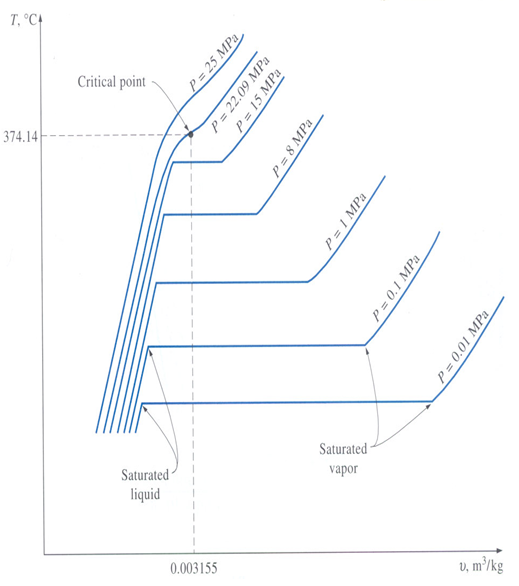 T, °C
P = 25 MPa
Critical point
P = 22.09 MPa
P = 15 MPa
374.14
P = 8 MPa
P = 1 MPa
P = 0.1 MPa
P = 0.01 MPa
Saturated
liquid
Saturated
vapor
0.003155
υ, m³/kg